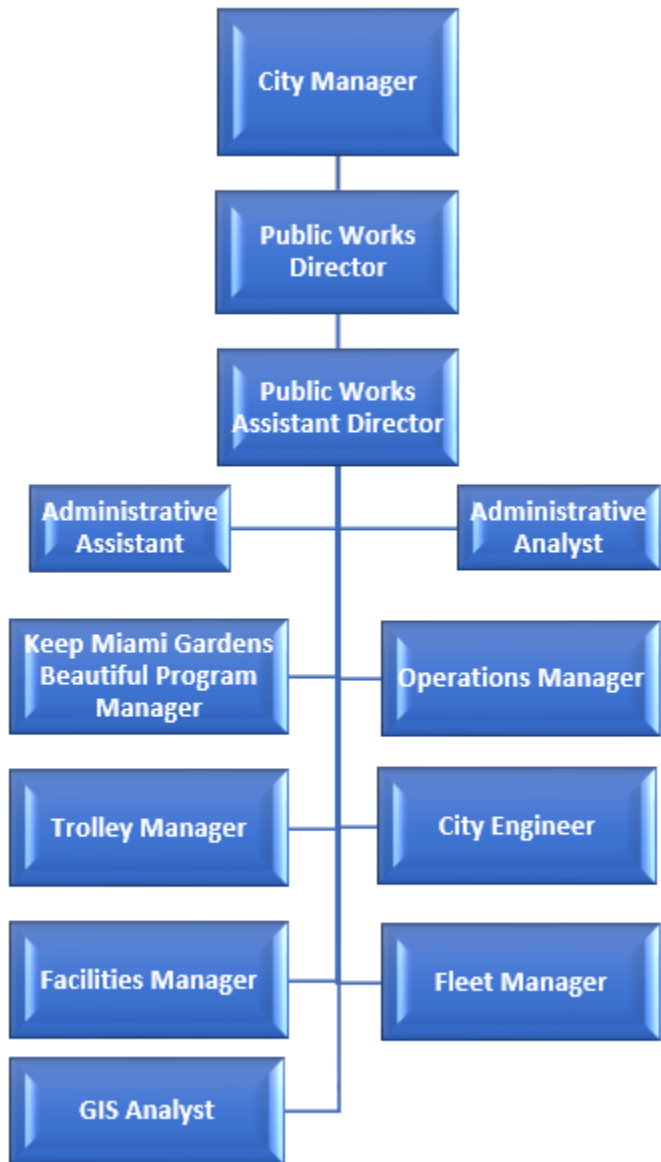 City Manager
Public Works
Director
Public Works
Assistant Director
Administrative
Assistant
Administrative
Analyst
Keep Miami Gardens
Beautiful Program
Manager
Operations Manager
Trolley Manager
City Engineer
Facilities Manager
Fleet Manager
GIS Analyst